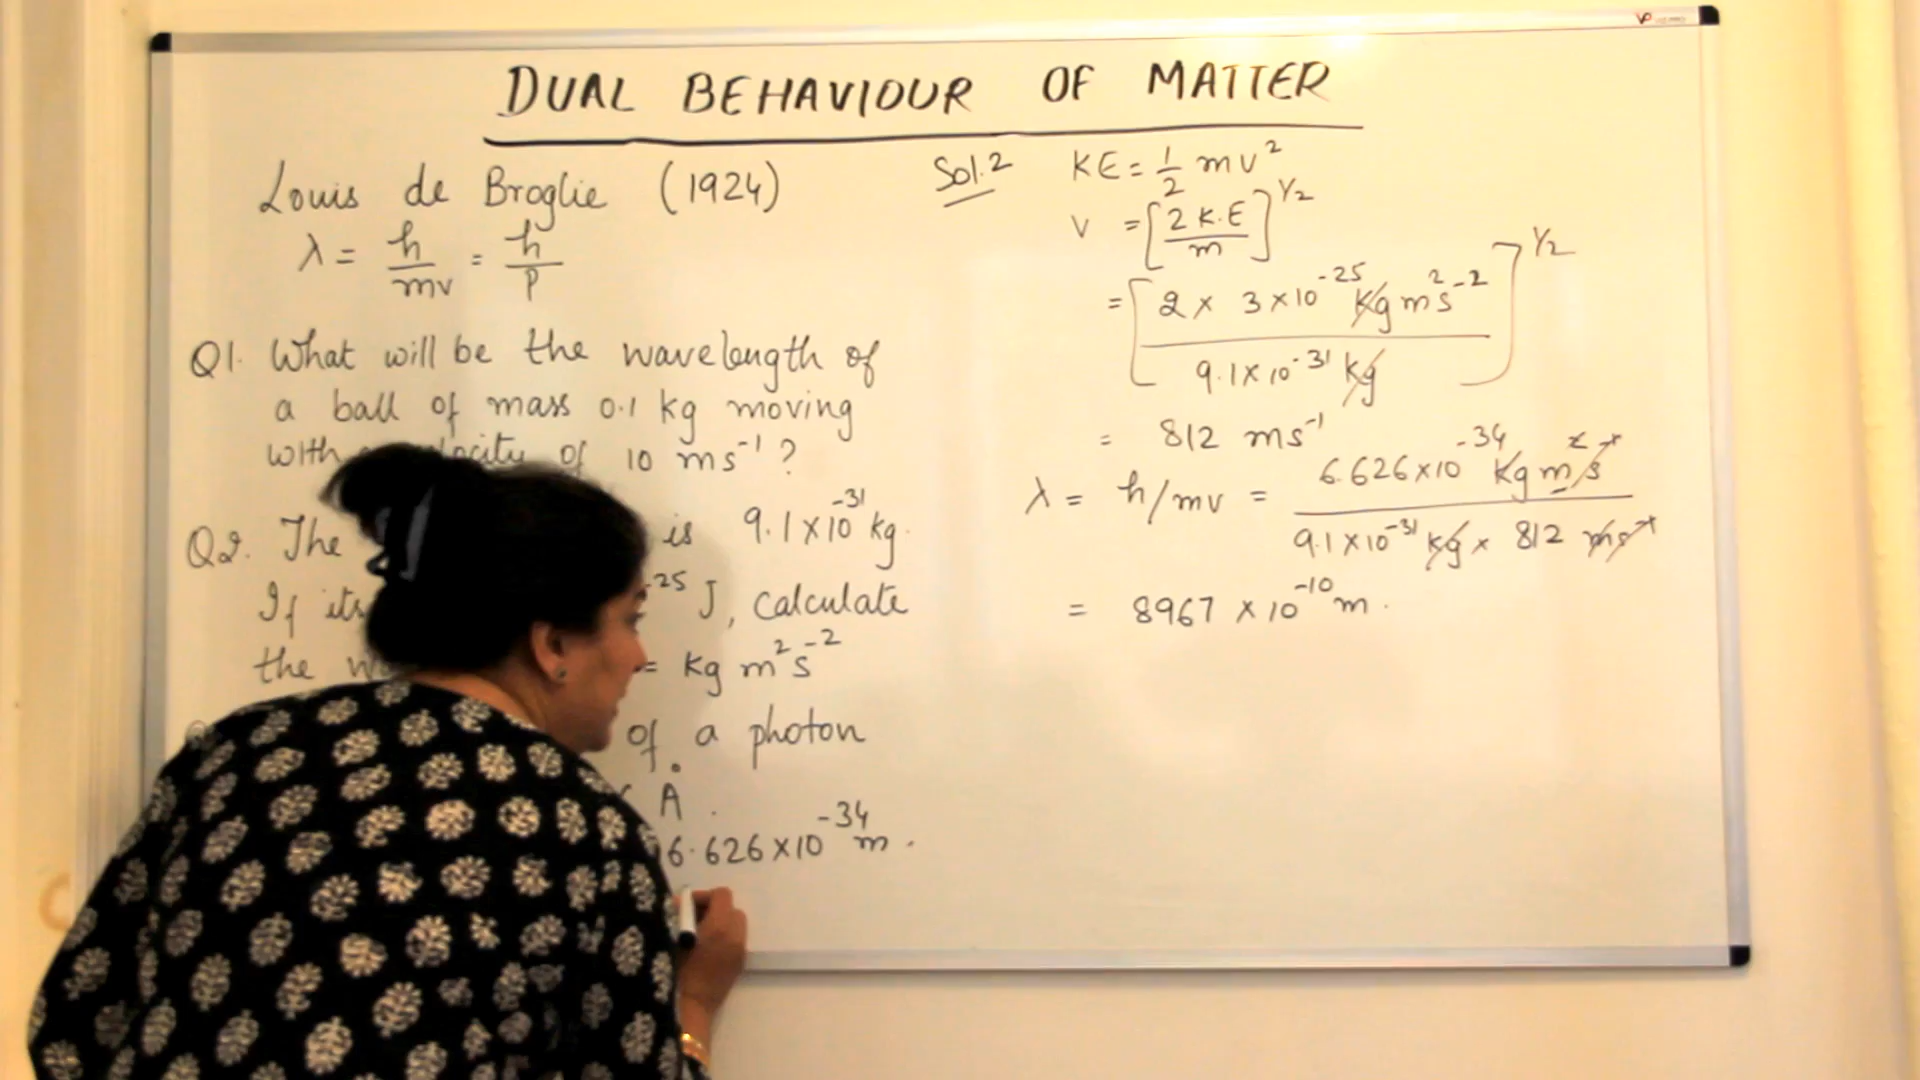 DUAL BEHAVIOUR OF MATTER
Louis de Broglie (1924)
λ = h/mv = h/p
Q1. What will be the wavelength of
a ball of mass 0.1 kg moving
with of 10 ms⁻¹ ?
Q2. The is 9.1 x 10⁻³¹ kg.
If its ⁻²⁵ J, calculate
the = kg m² s⁻²
of a photon
Å .
6.626 x 10⁻³⁴ m .
Sol.2 KE = 1/2 mv²
V = [2 K.E / m]^1/2
= [2 x 3 x 10⁻²⁵ kg m² s⁻² / 9.1 x 10⁻³¹ kg]^1/2
= 812 ms⁻¹
λ = h/mv = 6.626 x 10⁻³⁴ kg m² s⁻¹ / 9.1 x 10⁻³¹ kg x 812 ms⁻¹
= 8967 x 10⁻¹⁰ m .